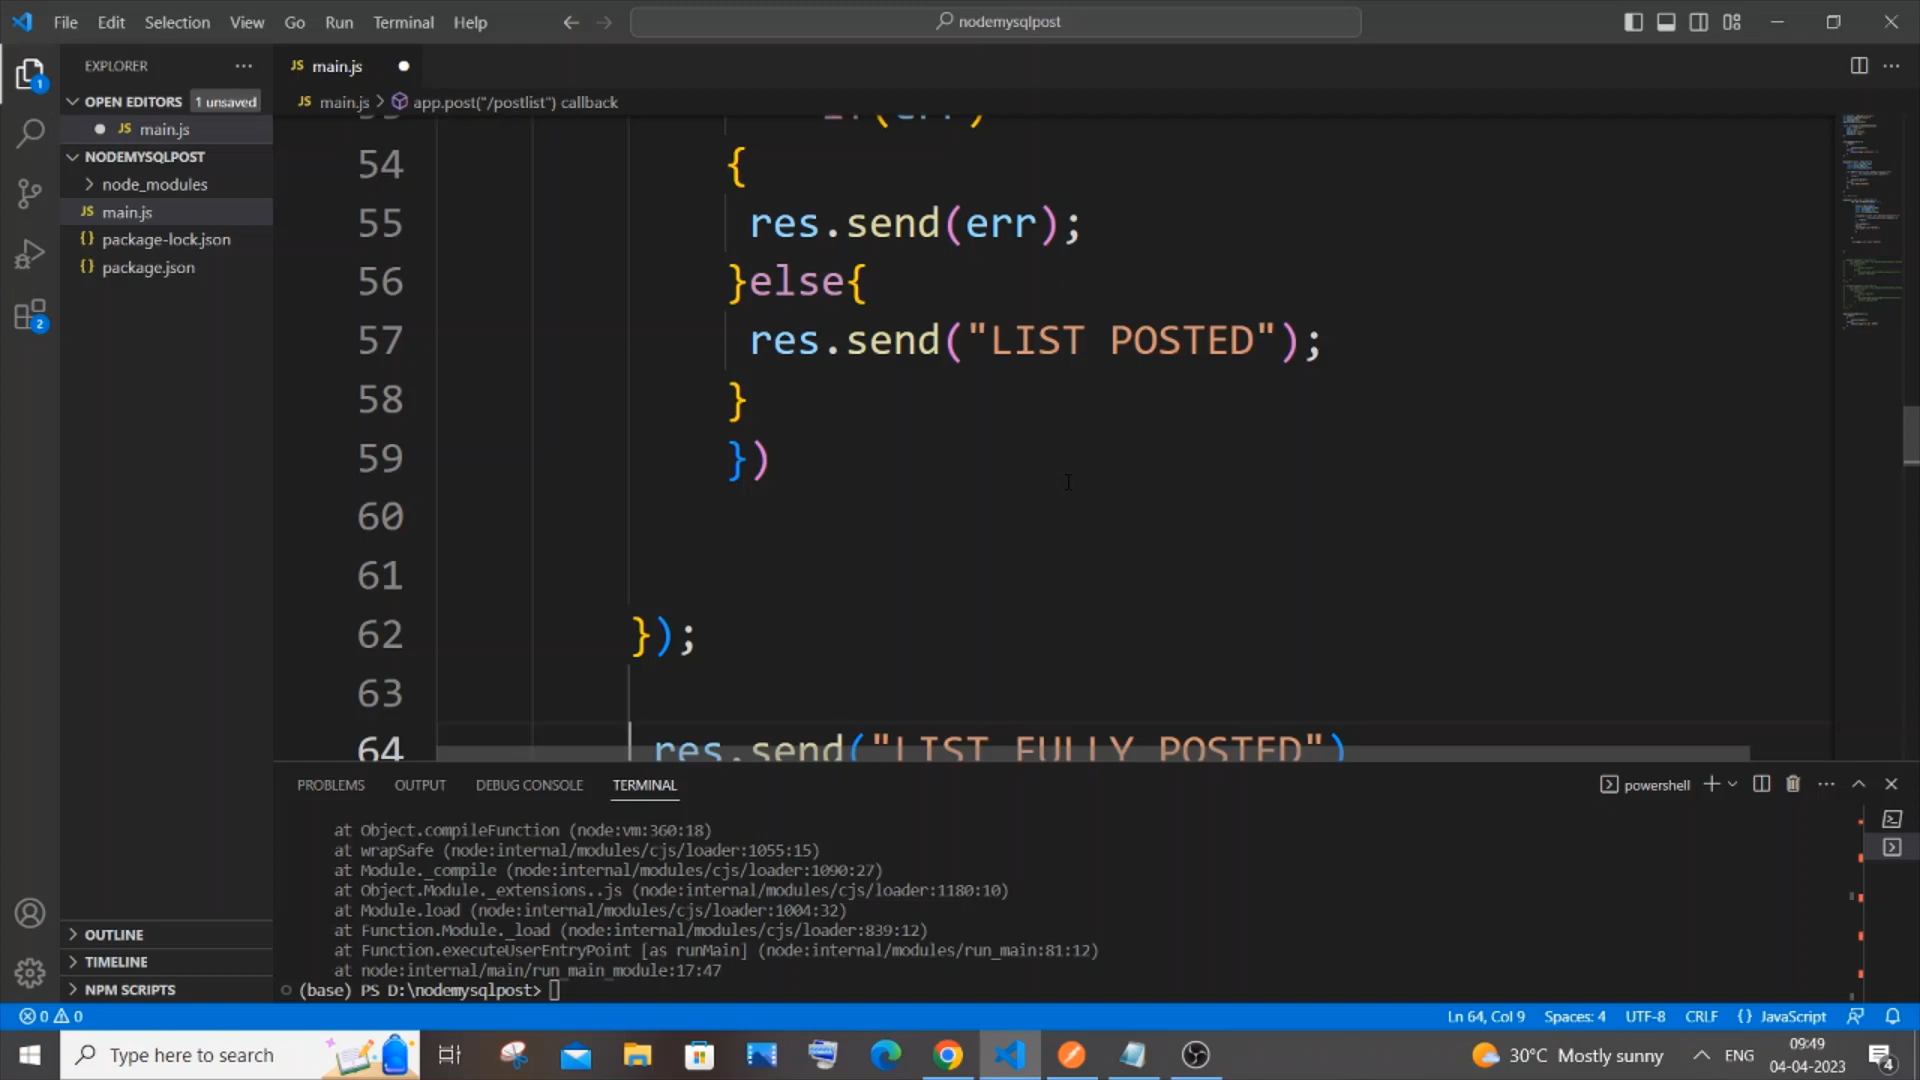 File Edit Selection View Go Run Terminal Help
nodemysqlpost
EXPLORER
JS main.js
OPEN EDITORS 1 unsaved
JS main.js > app.post("/postlist") callback
JS main.js
NODEMYSQLPOST
node_modules
JS main.js
{} package-lock.json
{} package.json
54 {
55 res.send(err);
56 }else{
57 res.send("LIST POSTED");
58 }
59 })
60
61
62 });
63
64 res.send("LIST FULLY POSTED")
1
2
PROBLEMS OUTPUT DEBUG CONSOLE TERMINAL
powershell
at Object.compileFunction (node:vm:360:18)
at wrapSafe (node:internal/modules/cjs/loader:1055:15)
at Module._compile (node:internal/modules/cjs/loader:1090:27)
at Object.Module._extensions..js (node:internal/modules/cjs/loader:1180:10)
at Module.load (node:internal/modules/cjs/loader:1004:32)
at Function.Module._load (node:internal/modules/cjs/loader:839:12)
at Function.executeUserEntryPoint [as runMain] (node:internal/modules/run_main:81:12)
at node:internal/main/run_main_module:17:47
(base) PS D:\nodemysqlpost>
OUTLINE
TIMELINE
NPM SCRIPTS
0 0
Ln 64, Col 9 Spaces: 4 UTF-8 CRLF {} JavaScript
Type here to search
30°C Mostly sunny
ENG
09:49
04-04-2023
4